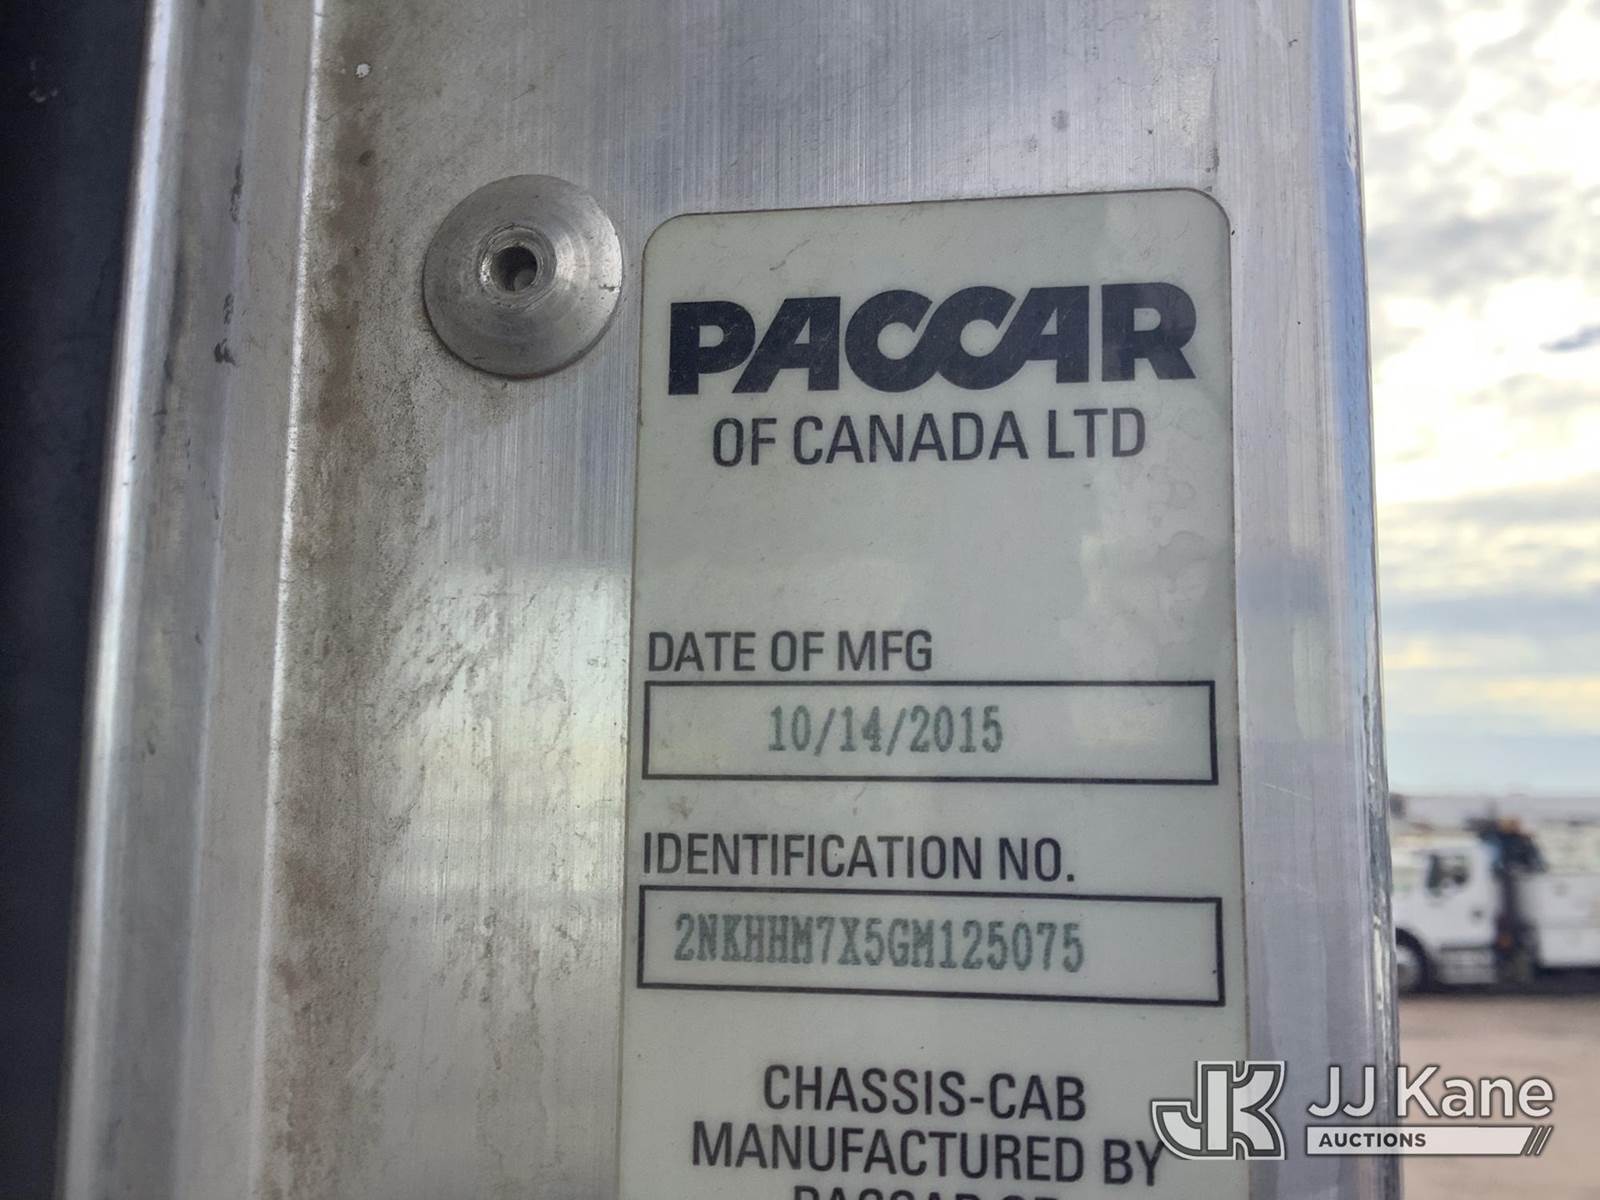 PACCAR
OF CANADA LTD
DATE OF MFG
10/14/2015
IDENTIFICATION NO.
2NKHHM7X5GM125075
CHASSIS-CAB
MANUFACTURED BY
JK JJ Kane
AUCTIONS